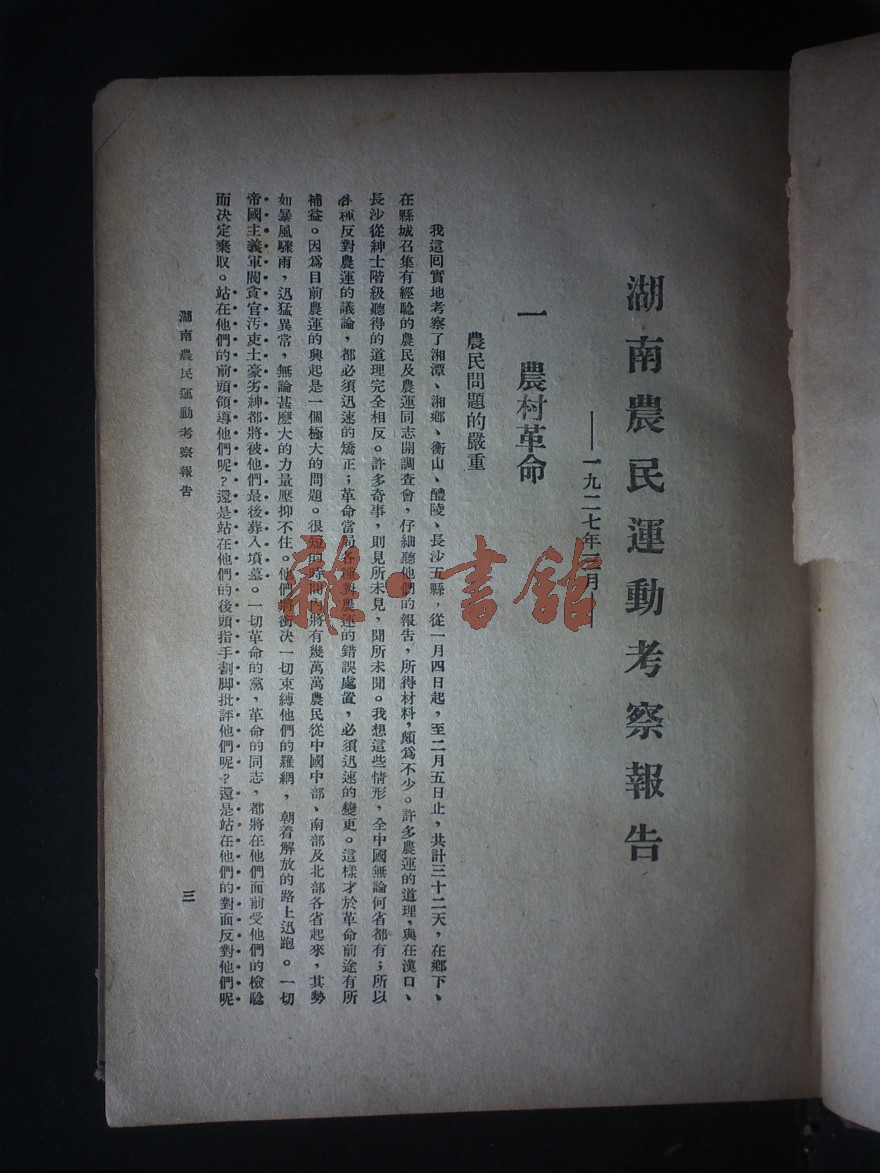 湖南農民運動考察報告
——一九二七年三月——
一 農村革命
農民問題的嚴重
我這回實地考察了湘潭、湘鄉、衡山、醴陵、長沙五縣，從一月四日起，至二月五日止，共計三十二天，在鄉下、
在縣城召集有經驗的農民及農運同志開調查會，仔細聽他們的報告，所得材料，頗爲不少。許多農運的道理，與在漢口、
長沙從紳士階級聽得的道理完全相反。許多奇事，則見所未見，聞所未聞。我想這些情形，全中國無論何省都有；所以
各種反對農運的議論，都必須迅速的矯正；革命當局各種對農運的錯誤處置，必須迅速的變更。這樣才於革命前途有所
補益。因爲目前農運的興起是一個極大的問題。很短的時間內將有幾萬萬農民從中國中部、南部及北部各省起來，其勢
如暴風驟雨，迅猛異常，無論甚麽大的力量壓抑不住。他們將衝決一切束縛他們的羅網，朝着解放的路上迅跑。一切
帝國主義軍閥貪官汚吏土豪劣紳都將被他們最後葬入墳墓。一切革命的黨，革命的同志，都將在他們面前受他們的檢驗
而决定棄取。站在他們的前頭領導他們呢？還是站在他們的後頭指手劃脚批評他們呢？還是站在他們的對面反對他們呢
湖南農民運動考察報告
三
雜·書館